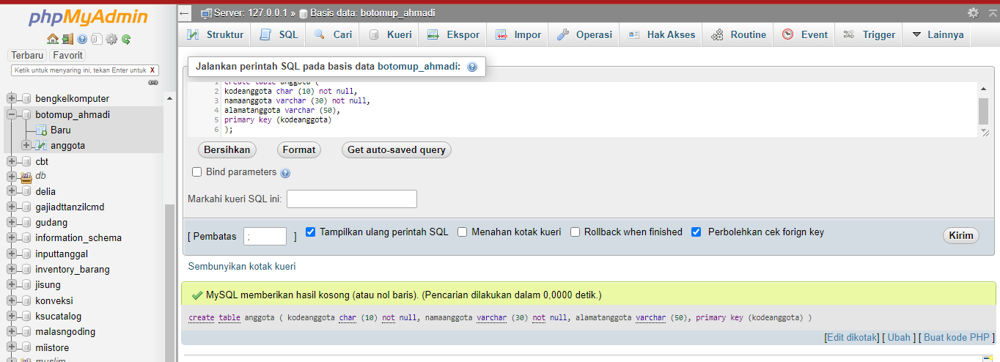 phpMyAdmin
Terbaru Favorit
Ketik untuk menyaring ini, tekan Enter untuk X
bengkelkomputer
botomup_ahmadi
Baru
anggota
cbt
db
delia
gajiadttanzilcmd
gudang
information_schema
inputtanggal
inventory_barang
jisung
konveksi
ksucatalog
malasngoding
miistore
muslim
Server: 127.0.0.1 » Basis data: botomup_ahmadi
Struktur SQL Cari Kueri Ekspor Impor Operasi Hak Akses Routine Event Trigger Lainnya
Jalankan perintah SQL pada basis data botomup_ahmadi:
1 create table anggota (
2 kodeanggota char (10) not null,
3 namaanggota varchar (30) not null,
4 alamatanggota varchar (50),
5 primary key (kodeanggota)
6 );
Bersihkan Format Get auto-saved query
Bind parameters
Markahi kueri SQL ini:
[ Pembatas ; ] Tampilkan ulang perintah SQL Menahan kotak kueri Rollback when finished Perbolehkan cek forign key
Kirim
Sembunyikan kotak kueri
MySQL memberikan hasil kosong (atau nol baris). (Pencarian dilakukan dalam 0,0000 detik.)
create table anggota ( kodeanggota char (10) not null, namaanggota varchar (30) not null, alamatanggota varchar (50), primary key (kodeanggota) )
[Edit dikotak] [ Ubah ] [ Buat kode PHP ]